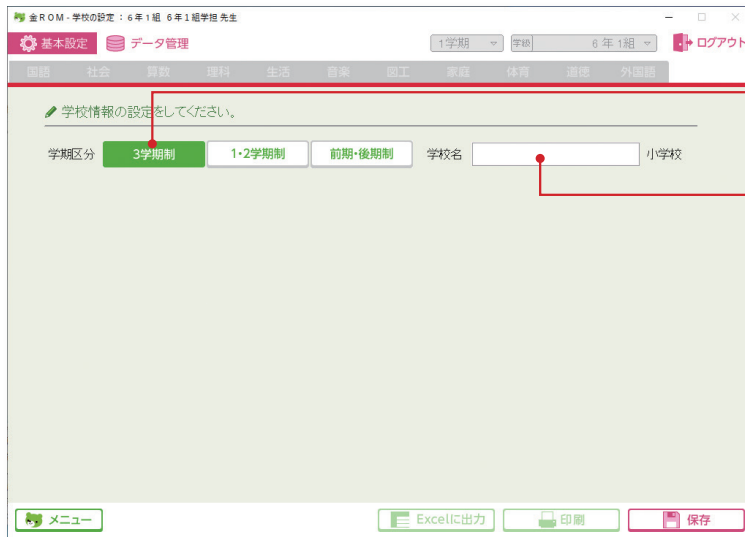 金ROM - 学校の設定 : 6年1組 6年1組学担 先生
基本設定 データ管理 1学期 学級 6年1組 ログアウト
国語 社会 算数 理科 生活 音楽 図工 家庭 体育 道徳 外国語
学校情報の設定をしてください。
学期区分 3学期制 1・2学期制 前期・後期制 学校名 小学校
メニュー Excelに出力 印刷 保存